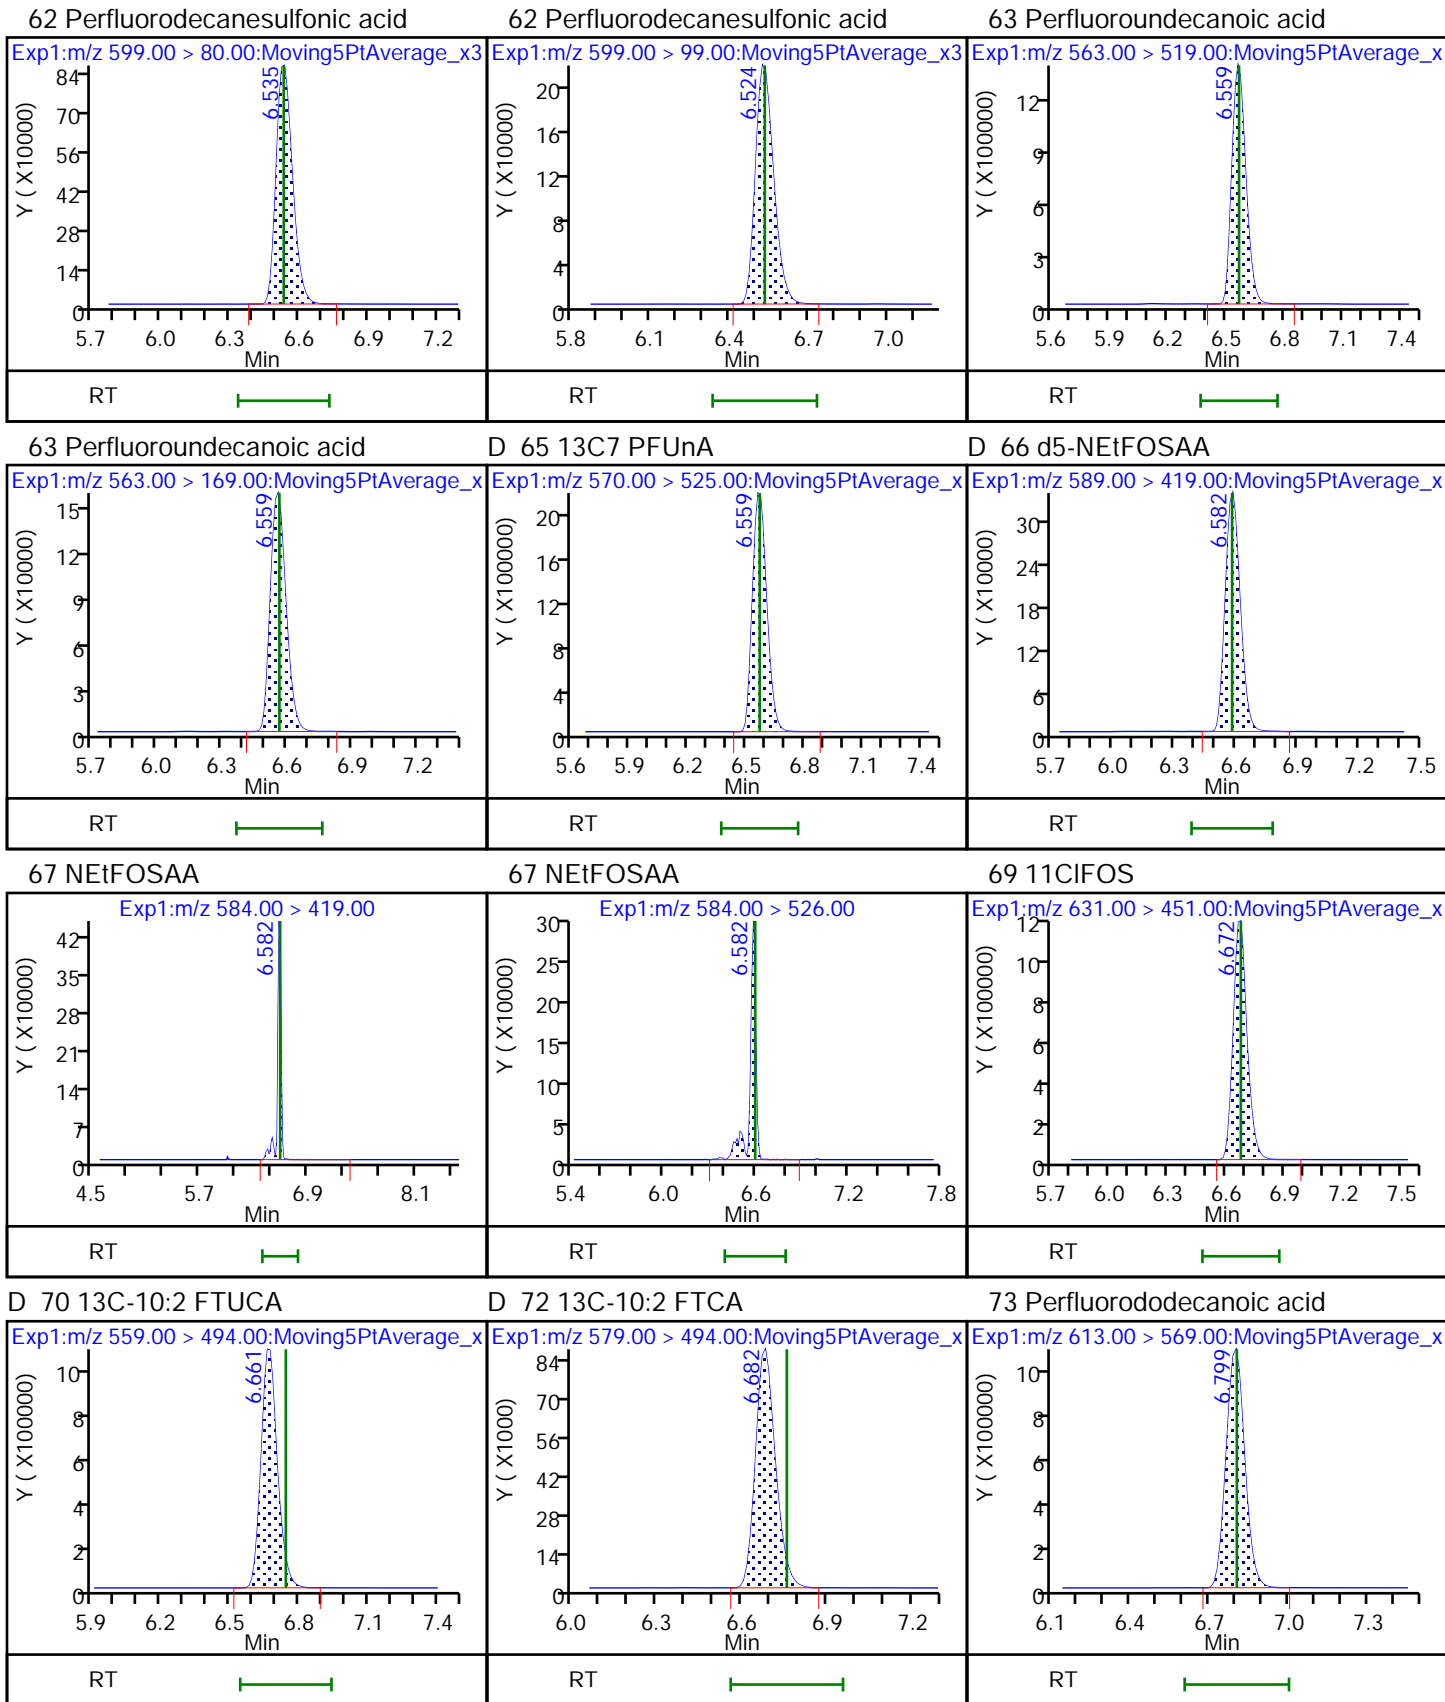 62 Perfluorodecanesulfonic acid
Exp1:m/z 599.00 > 80.00:Moving5PtAverage_x3
Y ( X100000)
84
70
56
42
28
14
0
6.535
5.7 6.0 6.3 6.6 6.9 7.2
Min
RT
62 Perfluorodecanesulfonic acid
Exp1:m/z 599.00 > 99.00:Moving5PtAverage_x3
Y ( X100000)
20
16
12
8
4
0
6.524
5.8 6.1 6.4 6.7 7.0
Min
RT
63 Perfluoroundecanoic acid
Exp1:m/z 563.00 > 519.00:Moving5PtAverage_x
Y ( X100000)
12
9
6
3
0
6.559
5.6 5.9 6.2 6.5 6.8 7.1 7.4
Min
RT
63 Perfluoroundecanoic acid
Exp1:m/z 563.00 > 169.00:Moving5PtAverage_x
Y ( X10000)
15
12
9
6
3
0
6.559
5.7 6.0 6.3 6.6 6.9 7.2
Min
RT
D 65 13C7 PFUnA
Exp1:m/z 570.00 > 525.00:Moving5PtAverage_x
Y ( X100000)
20
16
12
8
4
0
6.559
5.6 5.9 6.2 6.5 6.8 7.1 7.4
Min
RT
D 66 d5-NEtFOSAA
Exp1:m/z 589.00 > 419.00:Moving5PtAverage_x
Y ( X10000)
30
24
18
12
6
0
6.582
5.7 6.0 6.3 6.6 6.9 7.2 7.5
Min
RT
67 NEtFOSAA
Exp1:m/z 584.00 > 419.00
Y ( X10000)
42
35
28
21
14
7
0
6.582
4.5 5.7 6.9 8.1
Min
RT
67 NEtFOSAA
Exp1:m/z 584.00 > 526.00
Y ( X10000)
30
25
20
15
10
5
0
6.582
5.4 6.0 6.6 7.2 7.8
Min
RT
69 11ClFOS
Exp1:m/z 631.00 > 451.00:Moving5PtAverage_x
Y ( X100000)
12
10
8
6
4
2
0
6.672
5.7 6.0 6.3 6.6 6.9 7.2 7.5
Min
RT
D 70 13C-10:2 FTUCA
Exp1:m/z 559.00 > 494.00:Moving5PtAverage_x
Y ( X100000)
10
8
6
4
2
0
6.661
5.9 6.2 6.5 6.8 7.1 7.4
Min
RT
D 72 13C-10:2 FTCA
Exp1:m/z 579.00 > 494.00:Moving5PtAverage_x
Y ( X1000)
84
70
56
42
28
14
0
6.682
6.0 6.3 6.6 6.9 7.2
Min
RT
73 Perfluorododecanoic acid
Exp1:m/z 613.00 > 569.00:Moving5PtAverage_x
Y ( X100000)
10
8
6
4
2
0
6.799
6.1 6.4 6.7 7.0 7.3
Min
RT